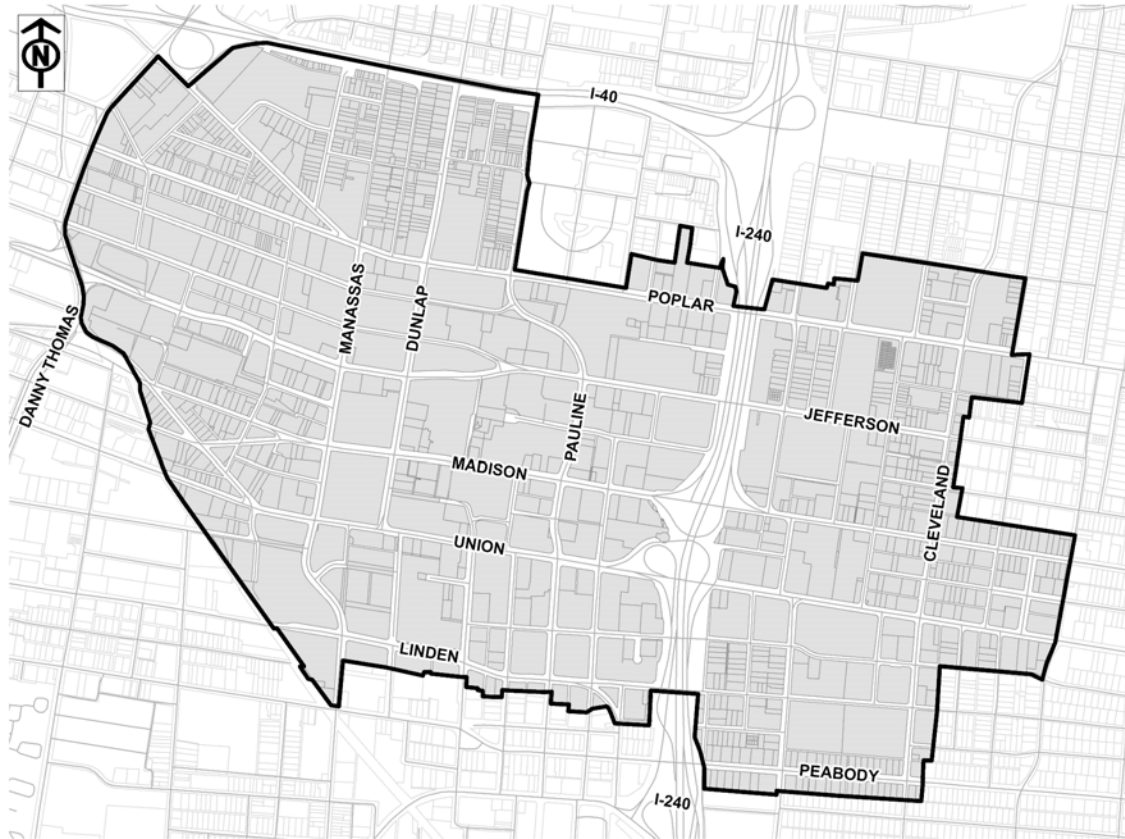 N
I-40
I-240
POPLAR
MANASSAS
DUNLAP
DANNY THOMAS
JEFFERSON
PAULINE
MADISON
CLEVELAND
UNION
LINDEN
PEABODY
I-240